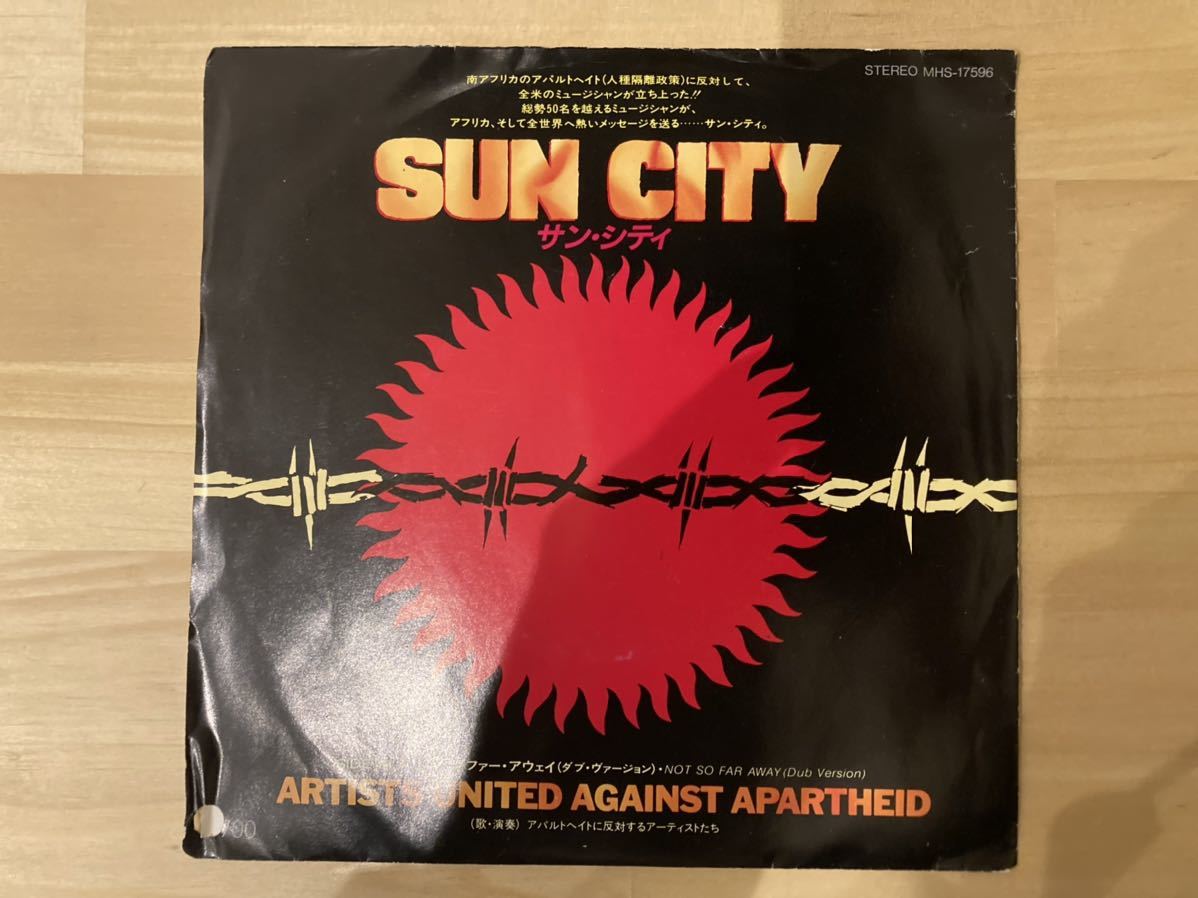 STEREO MHS-17596
南アフリカのアパルトヘイト(人種隔離政策)に反対して、
全米のミュージシャンが立ち上った!!
総勢50名を越えるミュージシャンが、
アフリカ、そして全世界へ熱いメッセージを送る……サン・シティ。
SUN CITY
サン・シティ
ファー・アウェイ(ダブ・ヴァージョン)・NOT SO FAR AWAY (Dub Version)
ARTISTS UNITED AGAINST APARTHEID
(歌・演奏) アパルトヘイトに反対するアーティストたち